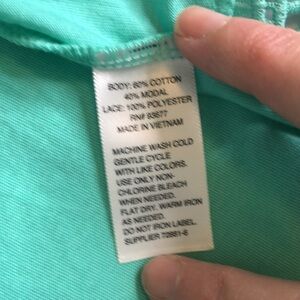 BODY: 60% COTTON
40% MODAL
LACE: 100% POLYESTER
RN# 93677
MADE IN VIETNAM
MACHINE WASH COLD
GENTLE CYCLE
WITH LIKE COLORS.
USE ONLY NON-
CHLORINE BLEACH
WHEN NEEDED.
FLAT DRY. WARM IRON
AS NEEDED.
DO NOT IRON LABEL.
SUPPLIER 72881-6